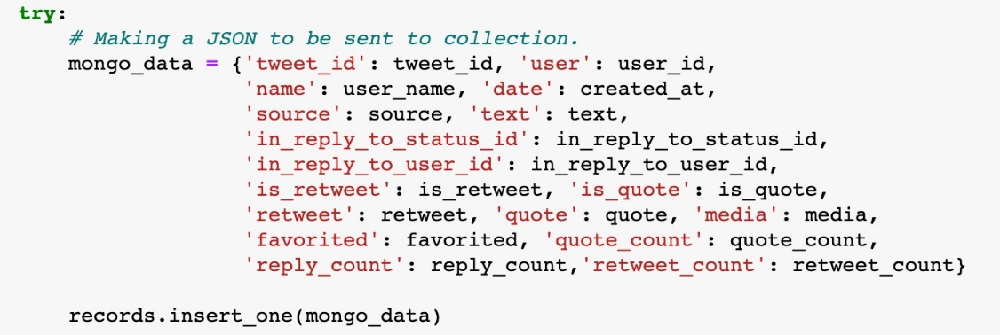 try:
    # Making a JSON to be sent to collection.
    mongo_data = {'tweet_id': tweet_id, 'user': user_id,
                  'name': user_name, 'date': created_at,
                  'source': source, 'text': text,
                  'in_reply_to_status_id': in_reply_to_status_id,
                  'in_reply_to_user_id': in_reply_to_user_id,
                  'is_retweet': is_retweet, 'is_quote': is_quote,
                  'retweet': retweet, 'quote': quote, 'media': media,
                  'favorited': favorited, 'quote_count': quote_count,
                  'reply_count': reply_count,'retweet_count': retweet_count}
    records.insert_one(mongo_data)